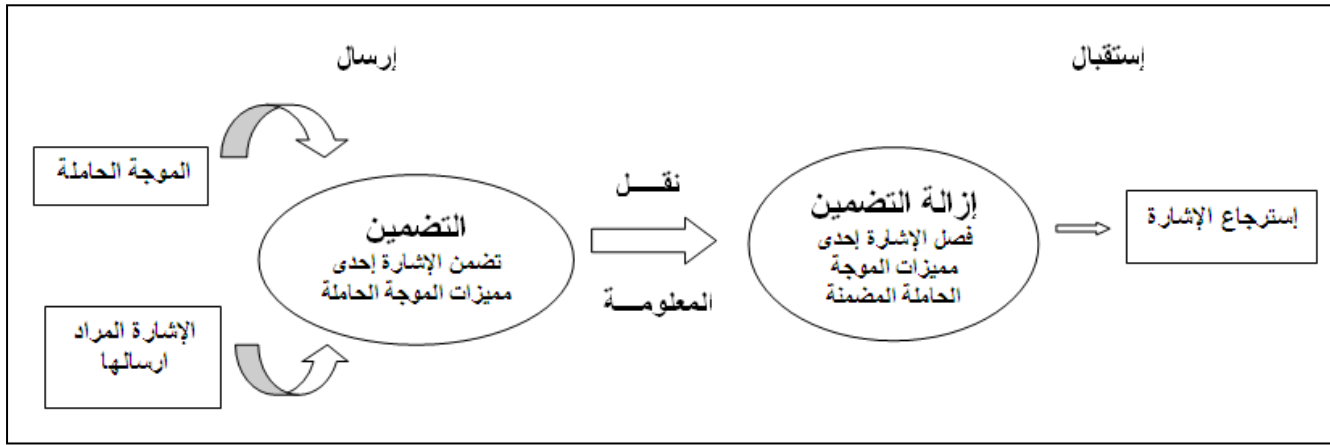 إرسال
إستقبال
الموجة الحاملة
الإشارة المراد
ارسالها
التضمين
تضمن الإشارة إحدى
مميزات الموجة الحاملة
نقـــل
المعلومـــة
إزالة التضمين
فصل الإشارة إحدى
مميزات الموجة
الحاملة المضمنة
إسترجاع الإشارة